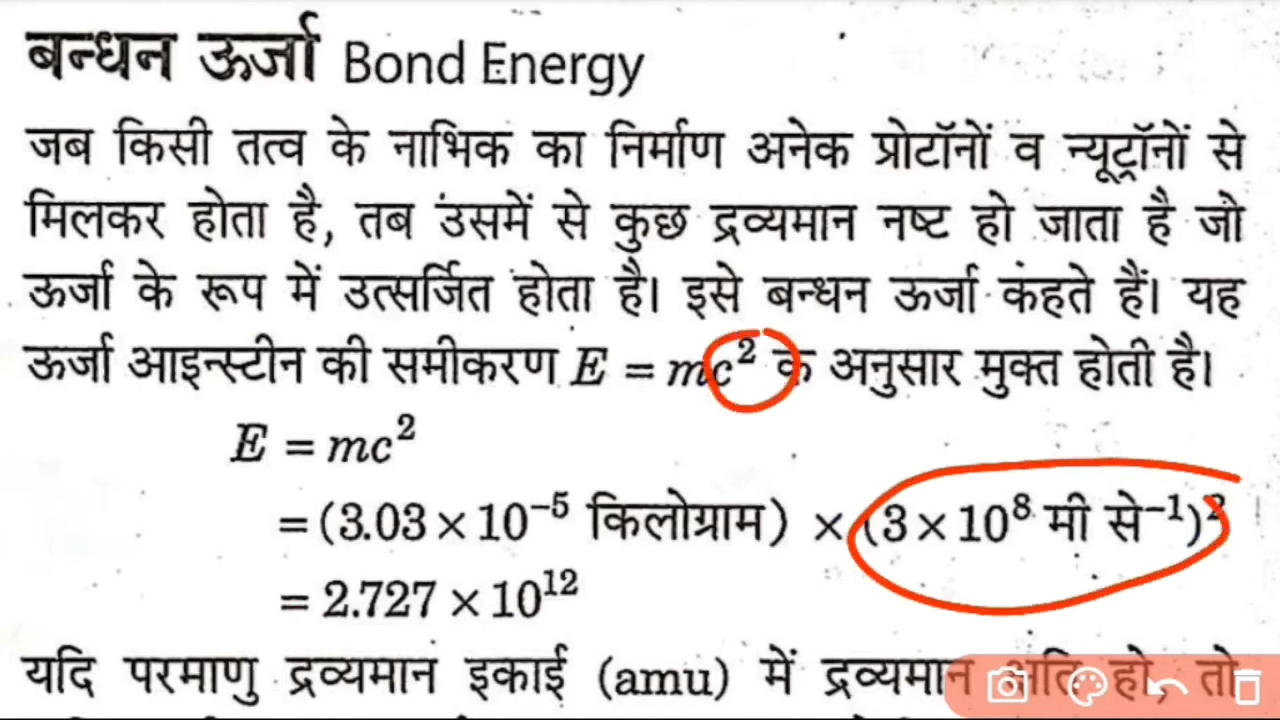 बन्धन ऊर्जा Bond Energy
जब किसी तत्व के नाभिक का निर्माण अनेक प्रोटॉनों व न्यूट्रॉनों से
मिलकर होता है, तब उसमें से कुछ द्रव्यमान नष्ट हो जाता है जो
ऊर्जा के रूप में उत्सर्जित होता है। इसे बन्धन ऊर्जा कहते हैं। यह
ऊर्जा आइन्स्टीन की समीकरण E = mc² के अनुसार मुक्त होती है।
E = mc²
= (3.03 × 10⁻⁵ किलोग्राम) × (3 × 10⁸ मी से⁻¹)²
= 2.727 × 10¹²
यदि परमाणु द्रव्यमान इकाई (amu) में द्रव्यमान क्षति हो, तो